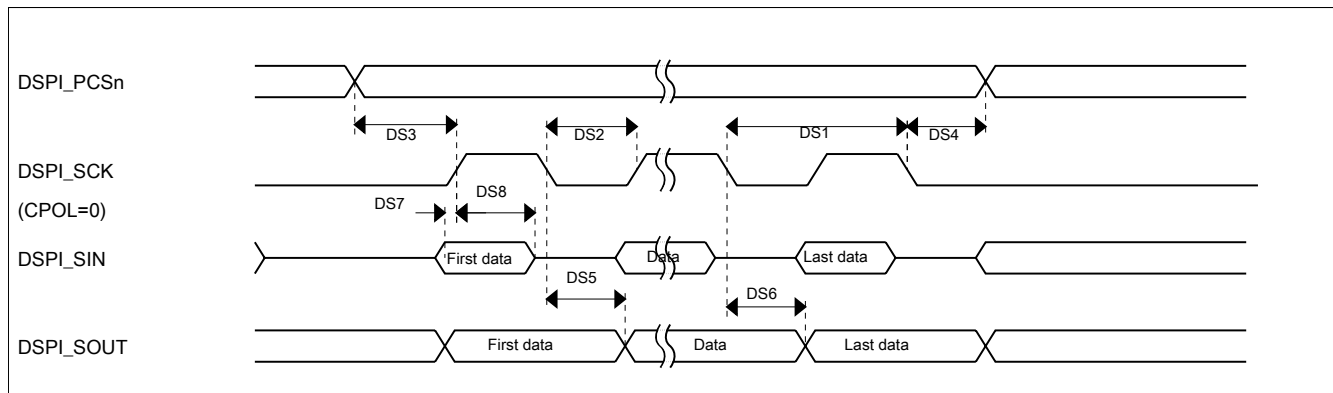 DSPI_PCSn
DS3
DS2
DS1
DS4
DSPI_SCK
DS7
DS8
(CPOL=0)
DSPI_SIN
First data
Data
Last data
DS5
DS6
DSPI_SOUT
First data
Data
Last data